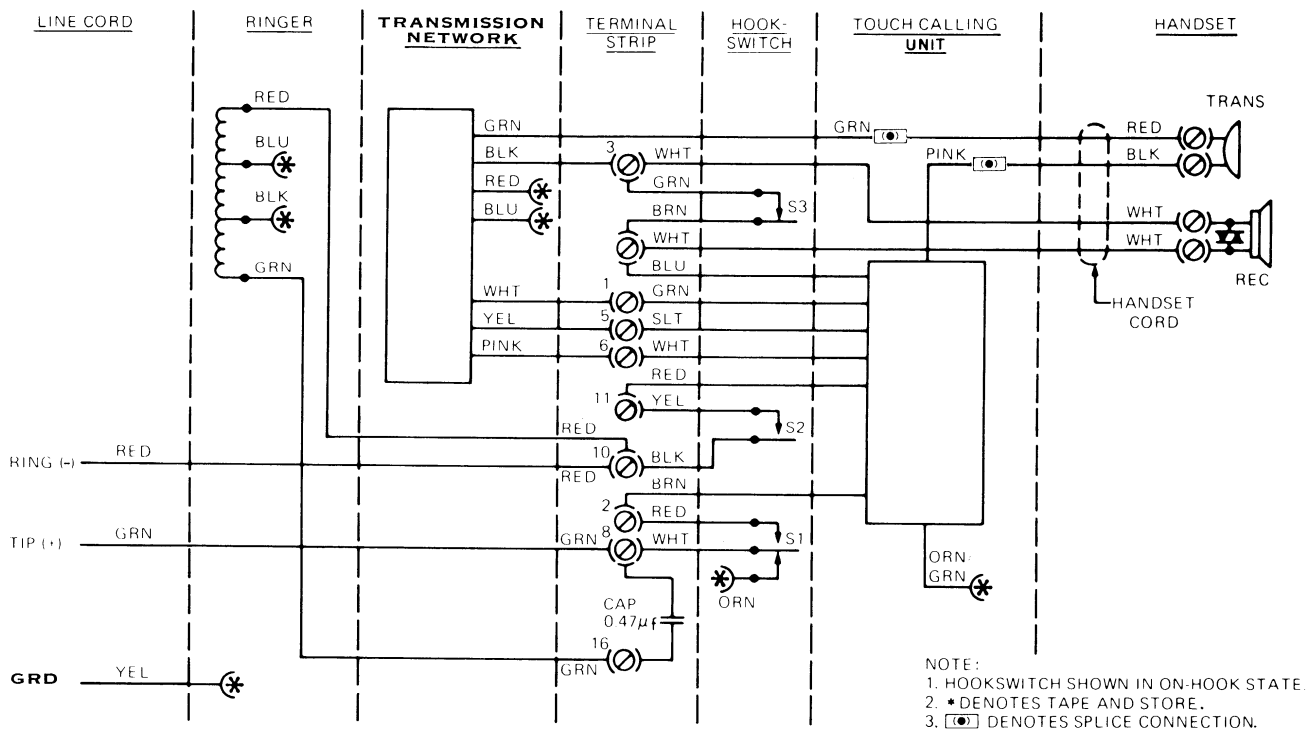 LINE CORD
RINGER
TRANSMISSION
NETWORK
TERMINAL
STRIP
HOOK-
SWITCH
TOUCH CALLING
UNIT
HANDSET
RED
BLU
BLK
GRN
GRN
BLK
RED
BLU
WHT
YEL
PINK
3
WHT
GRN
BRN
WHT
BLU
1
GRN
5
SLT
6
WHT
RED
11
YEL
RED
10
BLK
RED
BRN
2
RED
GRN
8
WHT
CAP
0.47µf
16
GRN
S3
S2
S1
ORN
GRN
PINK
ORN/
GRN
TRANS
RED
BLK
WHT
WHT
REC
HANDSET
CORD
RING (-)
RED
TIP (+)
GRN
GRD
YEL
NOTE:
1. HOOKSWITCH SHOWN IN ON-HOOK STATE.
2. * DENOTES TAPE AND STORE.
3. DENOTES SPLICE CONNECTION.